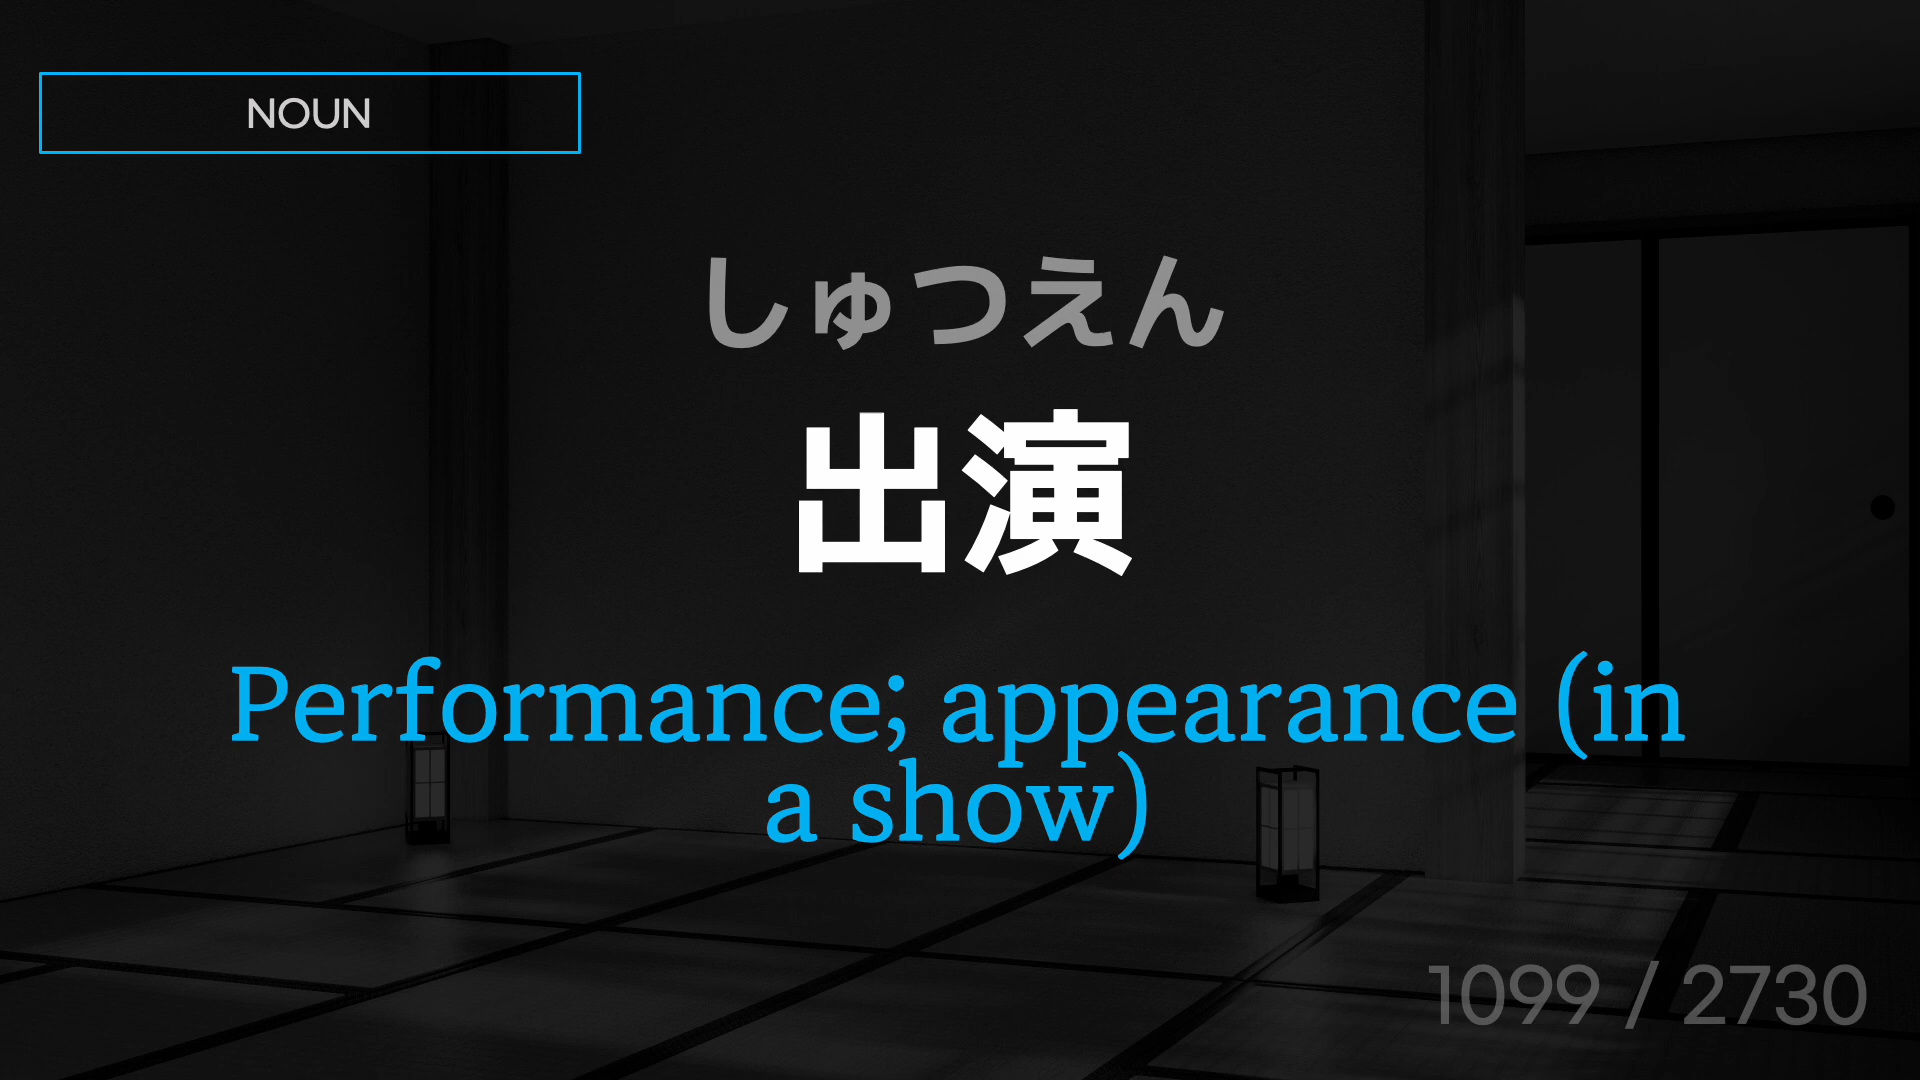 NOUN
しゅつえん
出演
Performance; appearance (in
a show)
1099 / 2730